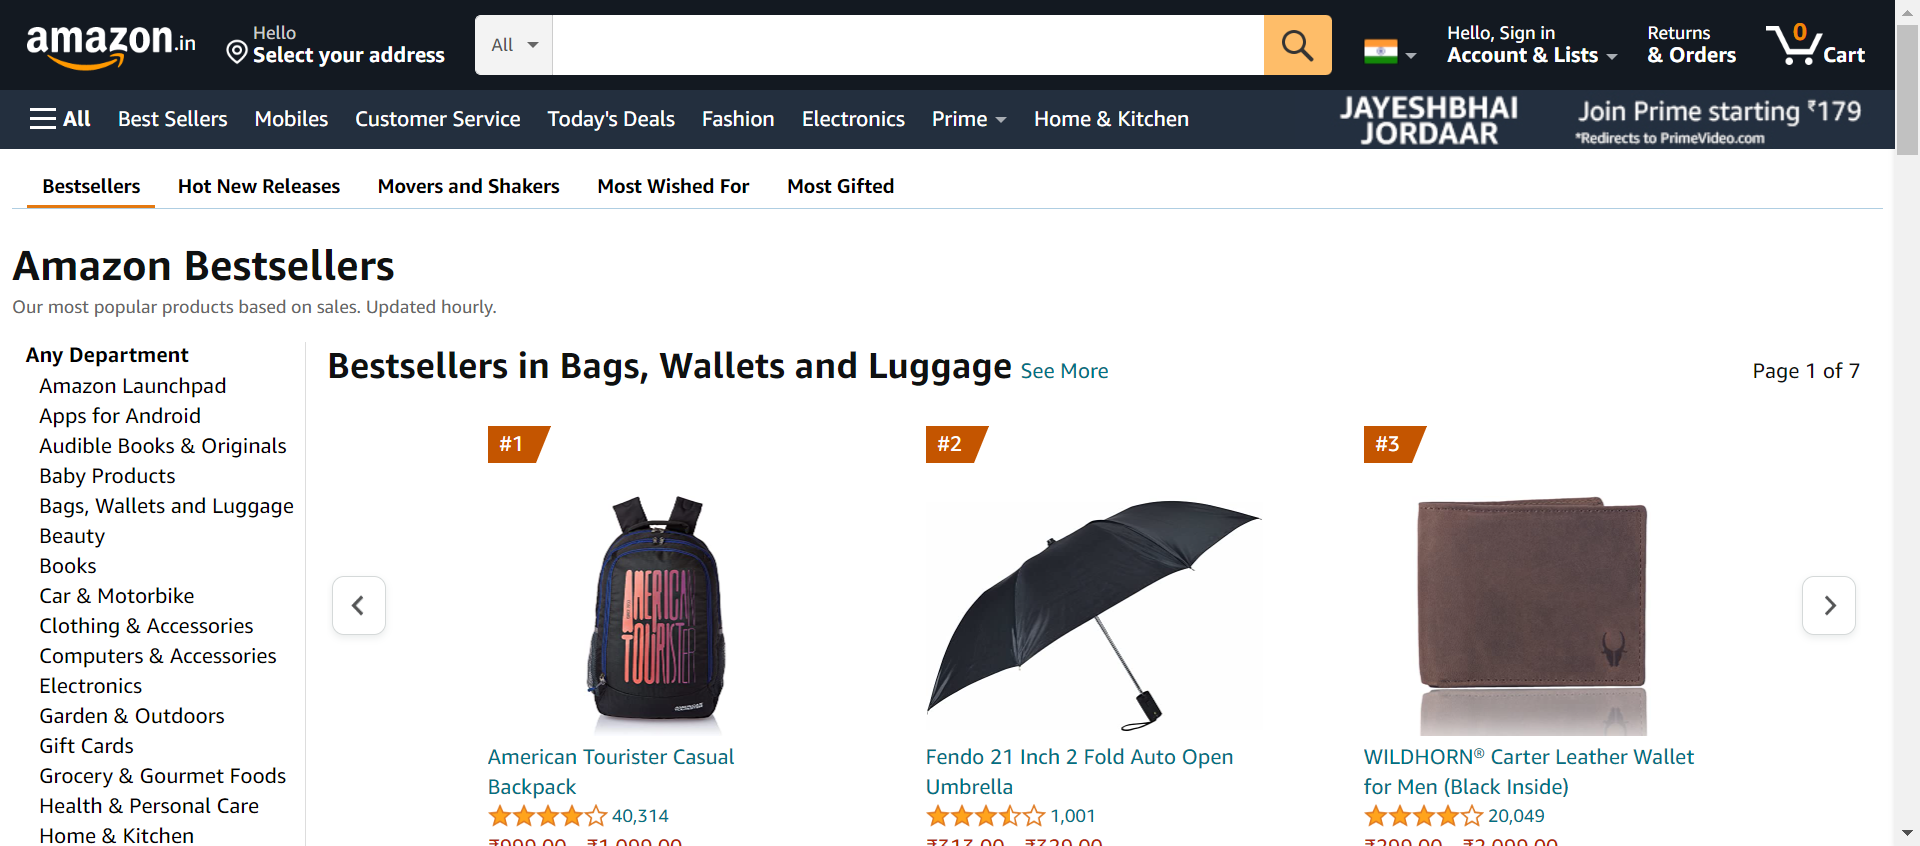 amazon.in
Hello
Select your address
All
Hello, Sign in
Account & Lists
Returns
& Orders
0
Cart
All
Best Sellers
Mobiles
Customer Service
Today's Deals
Fashion
Electronics
Prime
Home & Kitchen
JAYESHBHAI
JORDAAR
Join Prime starting ₹179
*Redirects to PrimeVideo.com
Bestsellers
Hot New Releases
Movers and Shakers
Most Wished For
Most Gifted
Amazon Bestsellers
Our most popular products based on sales. Updated hourly.
Any Department
Amazon Launchpad
Apps for Android
Audible Books & Originals
Baby Products
Bags, Wallets and Luggage
Beauty
Books
Car & Motorbike
Clothing & Accessories
Computers & Accessories
Electronics
Garden & Outdoors
Gift Cards
Grocery & Gourmet Foods
Health & Personal Care
Home & Kitchen
Bestsellers in Bags, Wallets and Luggage See More
Page 1 of 7
#1
AMERICAN
TOURISTER
American Tourister Casual
Backpack
40,314
#2
Fendo 21 Inch 2 Fold Auto Open
Umbrella
1,001
#3
WILDHORN® Carter Leather Wallet
for Men (Black Inside)
20,049